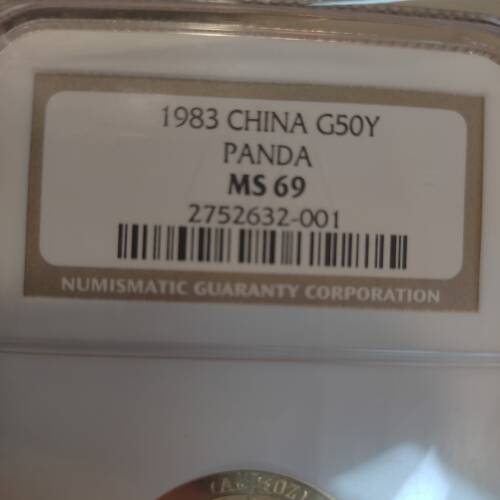 1983 CHINA G50Y
PANDA
MS 69
2752632-001
NUMISMATIC GUARANTY CORPORATION